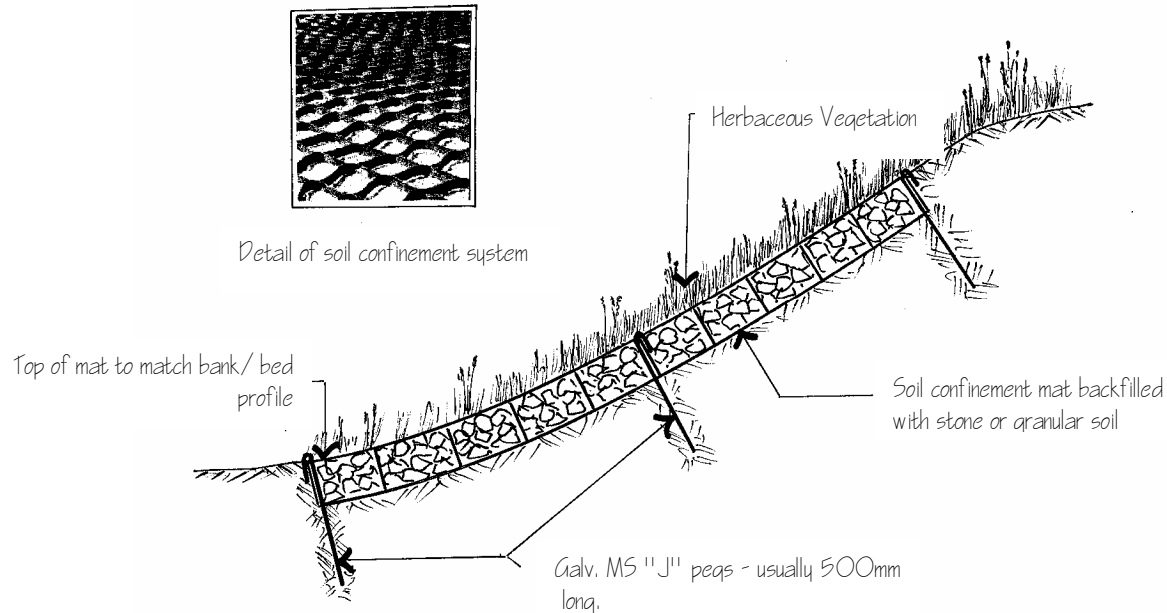 Herbaceous Vegetation
Detail of soil confinement system
Top of mat to match bank/ bed
profile
Soil confinement mat backfilled
with stone or granular soil
Galv. MS "J" pegs - usually 500mm
long.